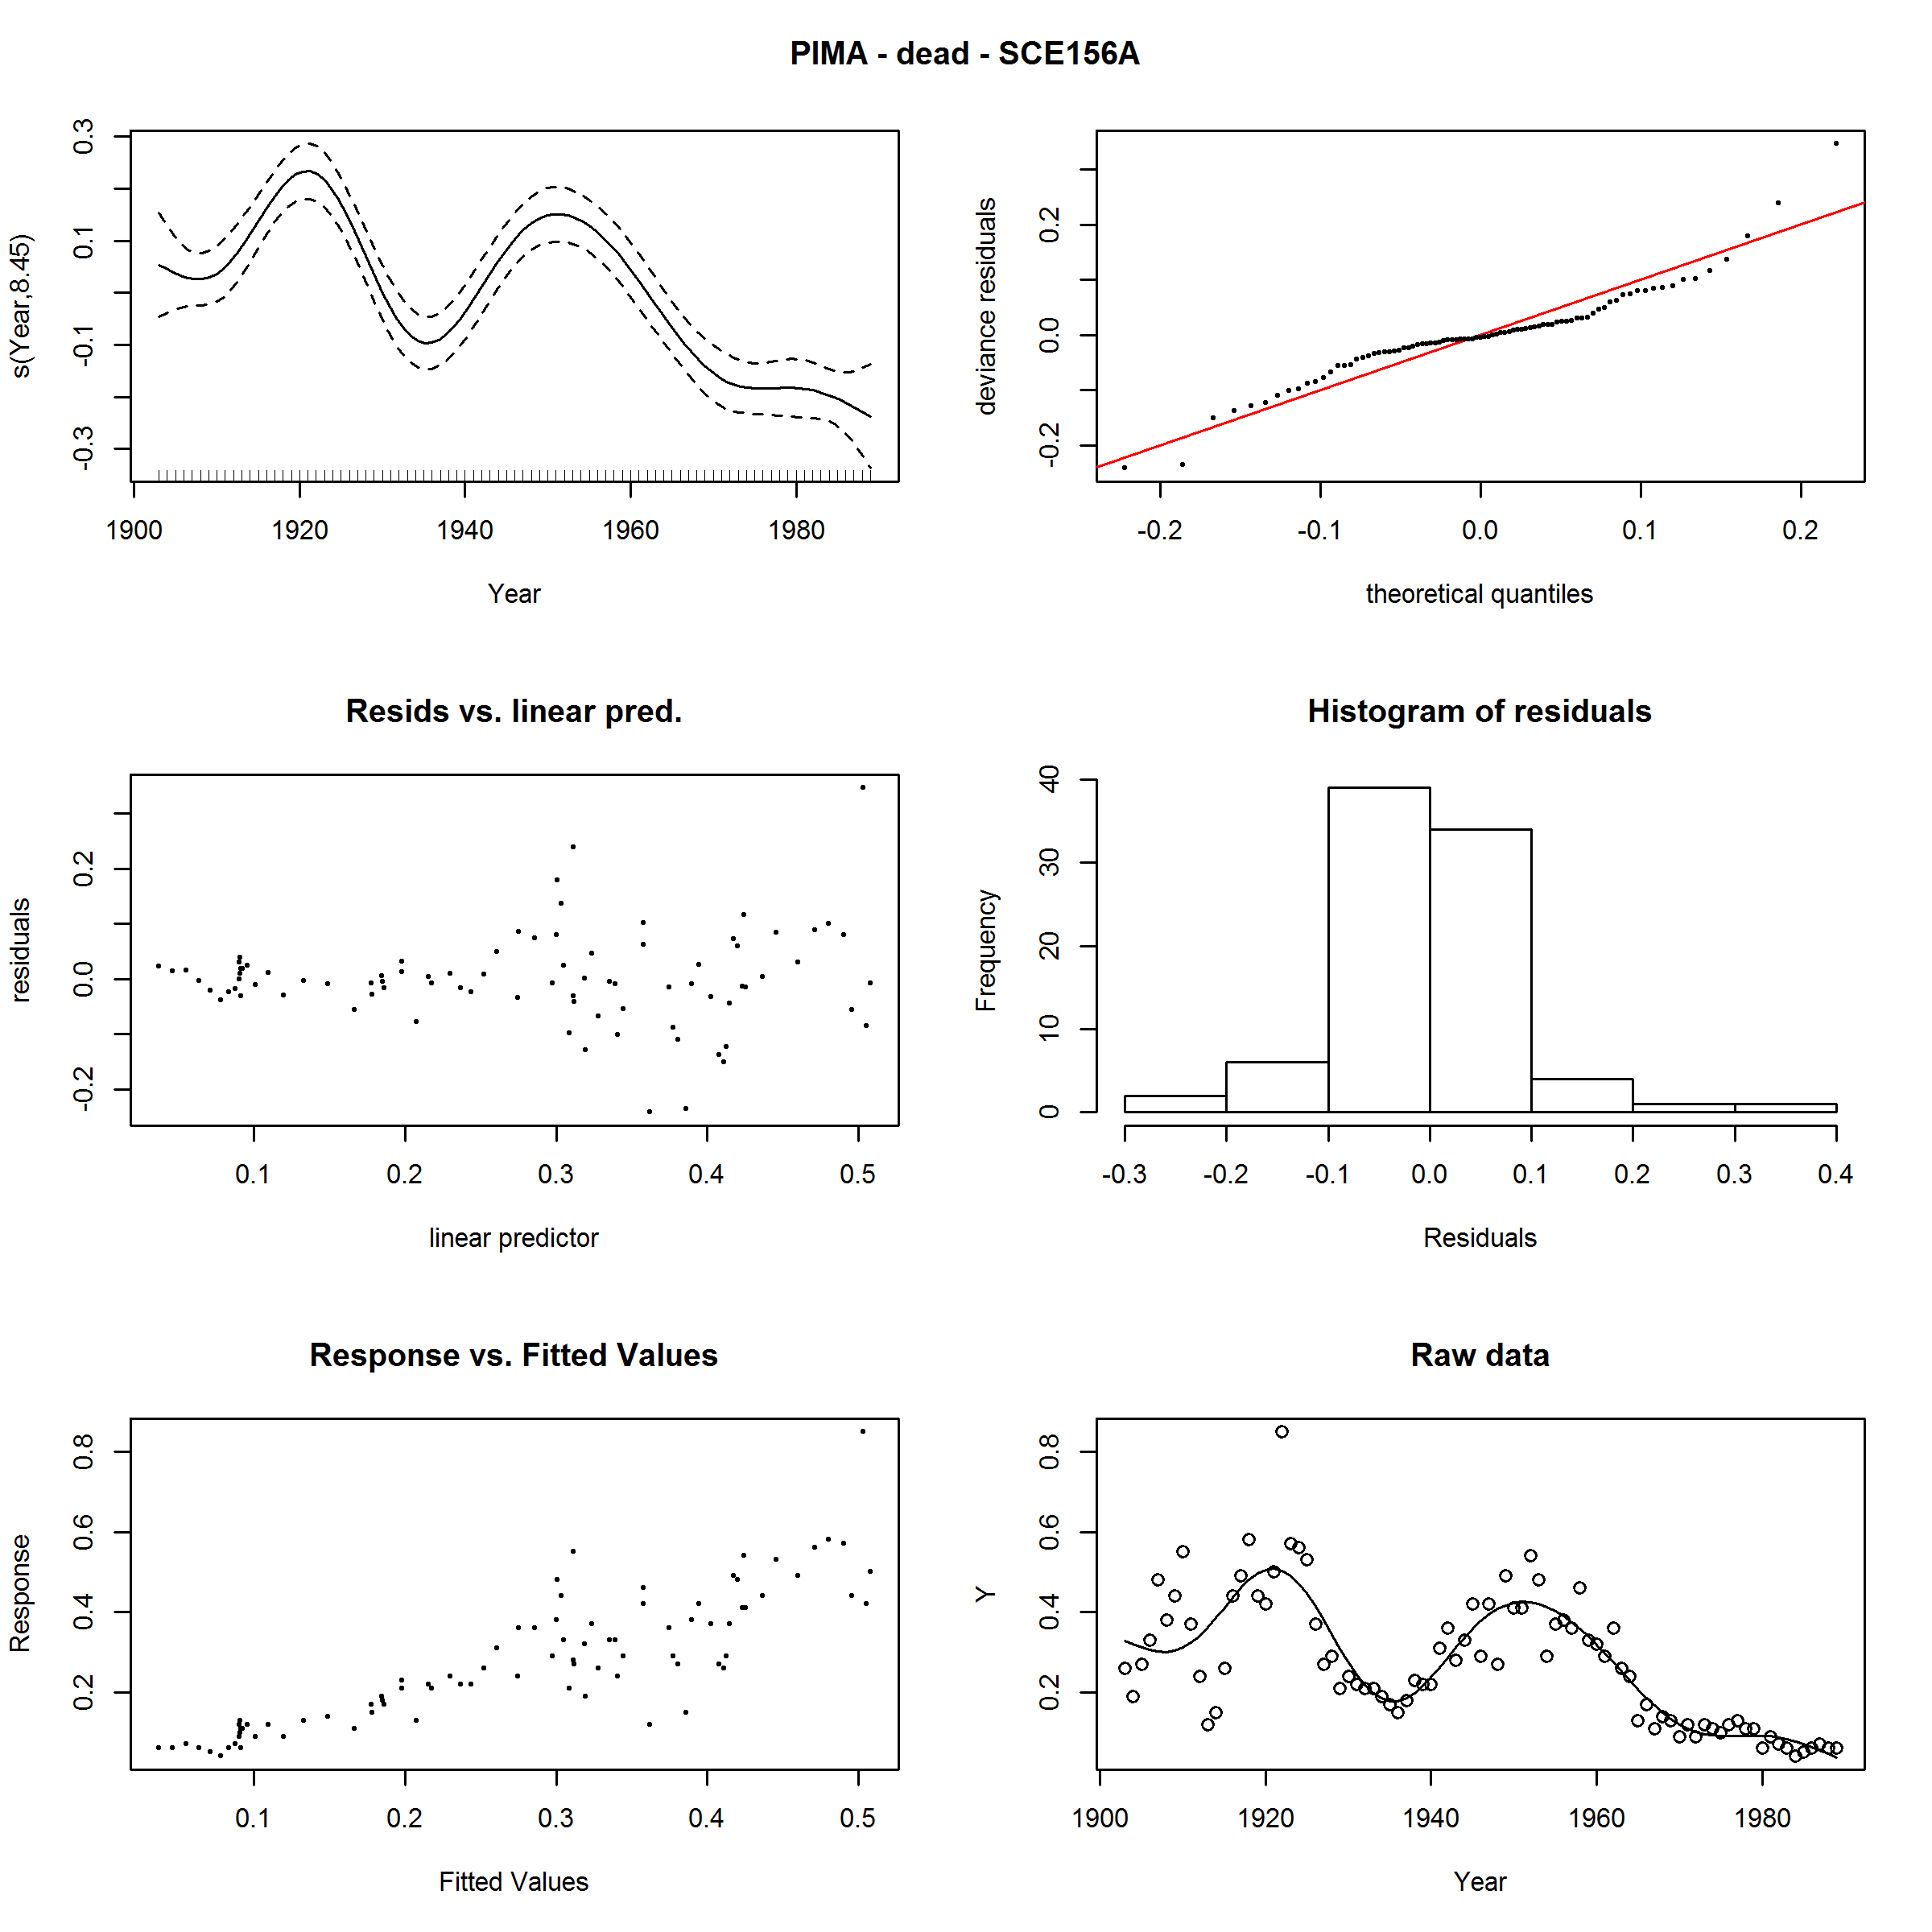 PIMA - dead - SCE156A
s(Year,8.45)
-0.3 -0.1 0.1 0.3
1900 1920 1940 1960 1980
Year
deviance residuals
-0.2 0.0 0.2
-0.2 -0.1 0.0 0.1 0.2
theoretical quantiles
Resids vs. linear pred.
residuals
-0.2 0.0 0.2
0.1 0.2 0.3 0.4 0.5
linear predictor
Histogram of residuals
Frequency
0 10 20 30 40
-0.3 -0.2 -0.1 0.0 0.1 0.2 0.3 0.4
Residuals
Response vs. Fitted Values
Response
0.2 0.4 0.6 0.8
0.1 0.2 0.3 0.4 0.5
Fitted Values
Raw data
Y
0.2 0.4 0.6 0.8
1900 1920 1940 1960 1980
Year